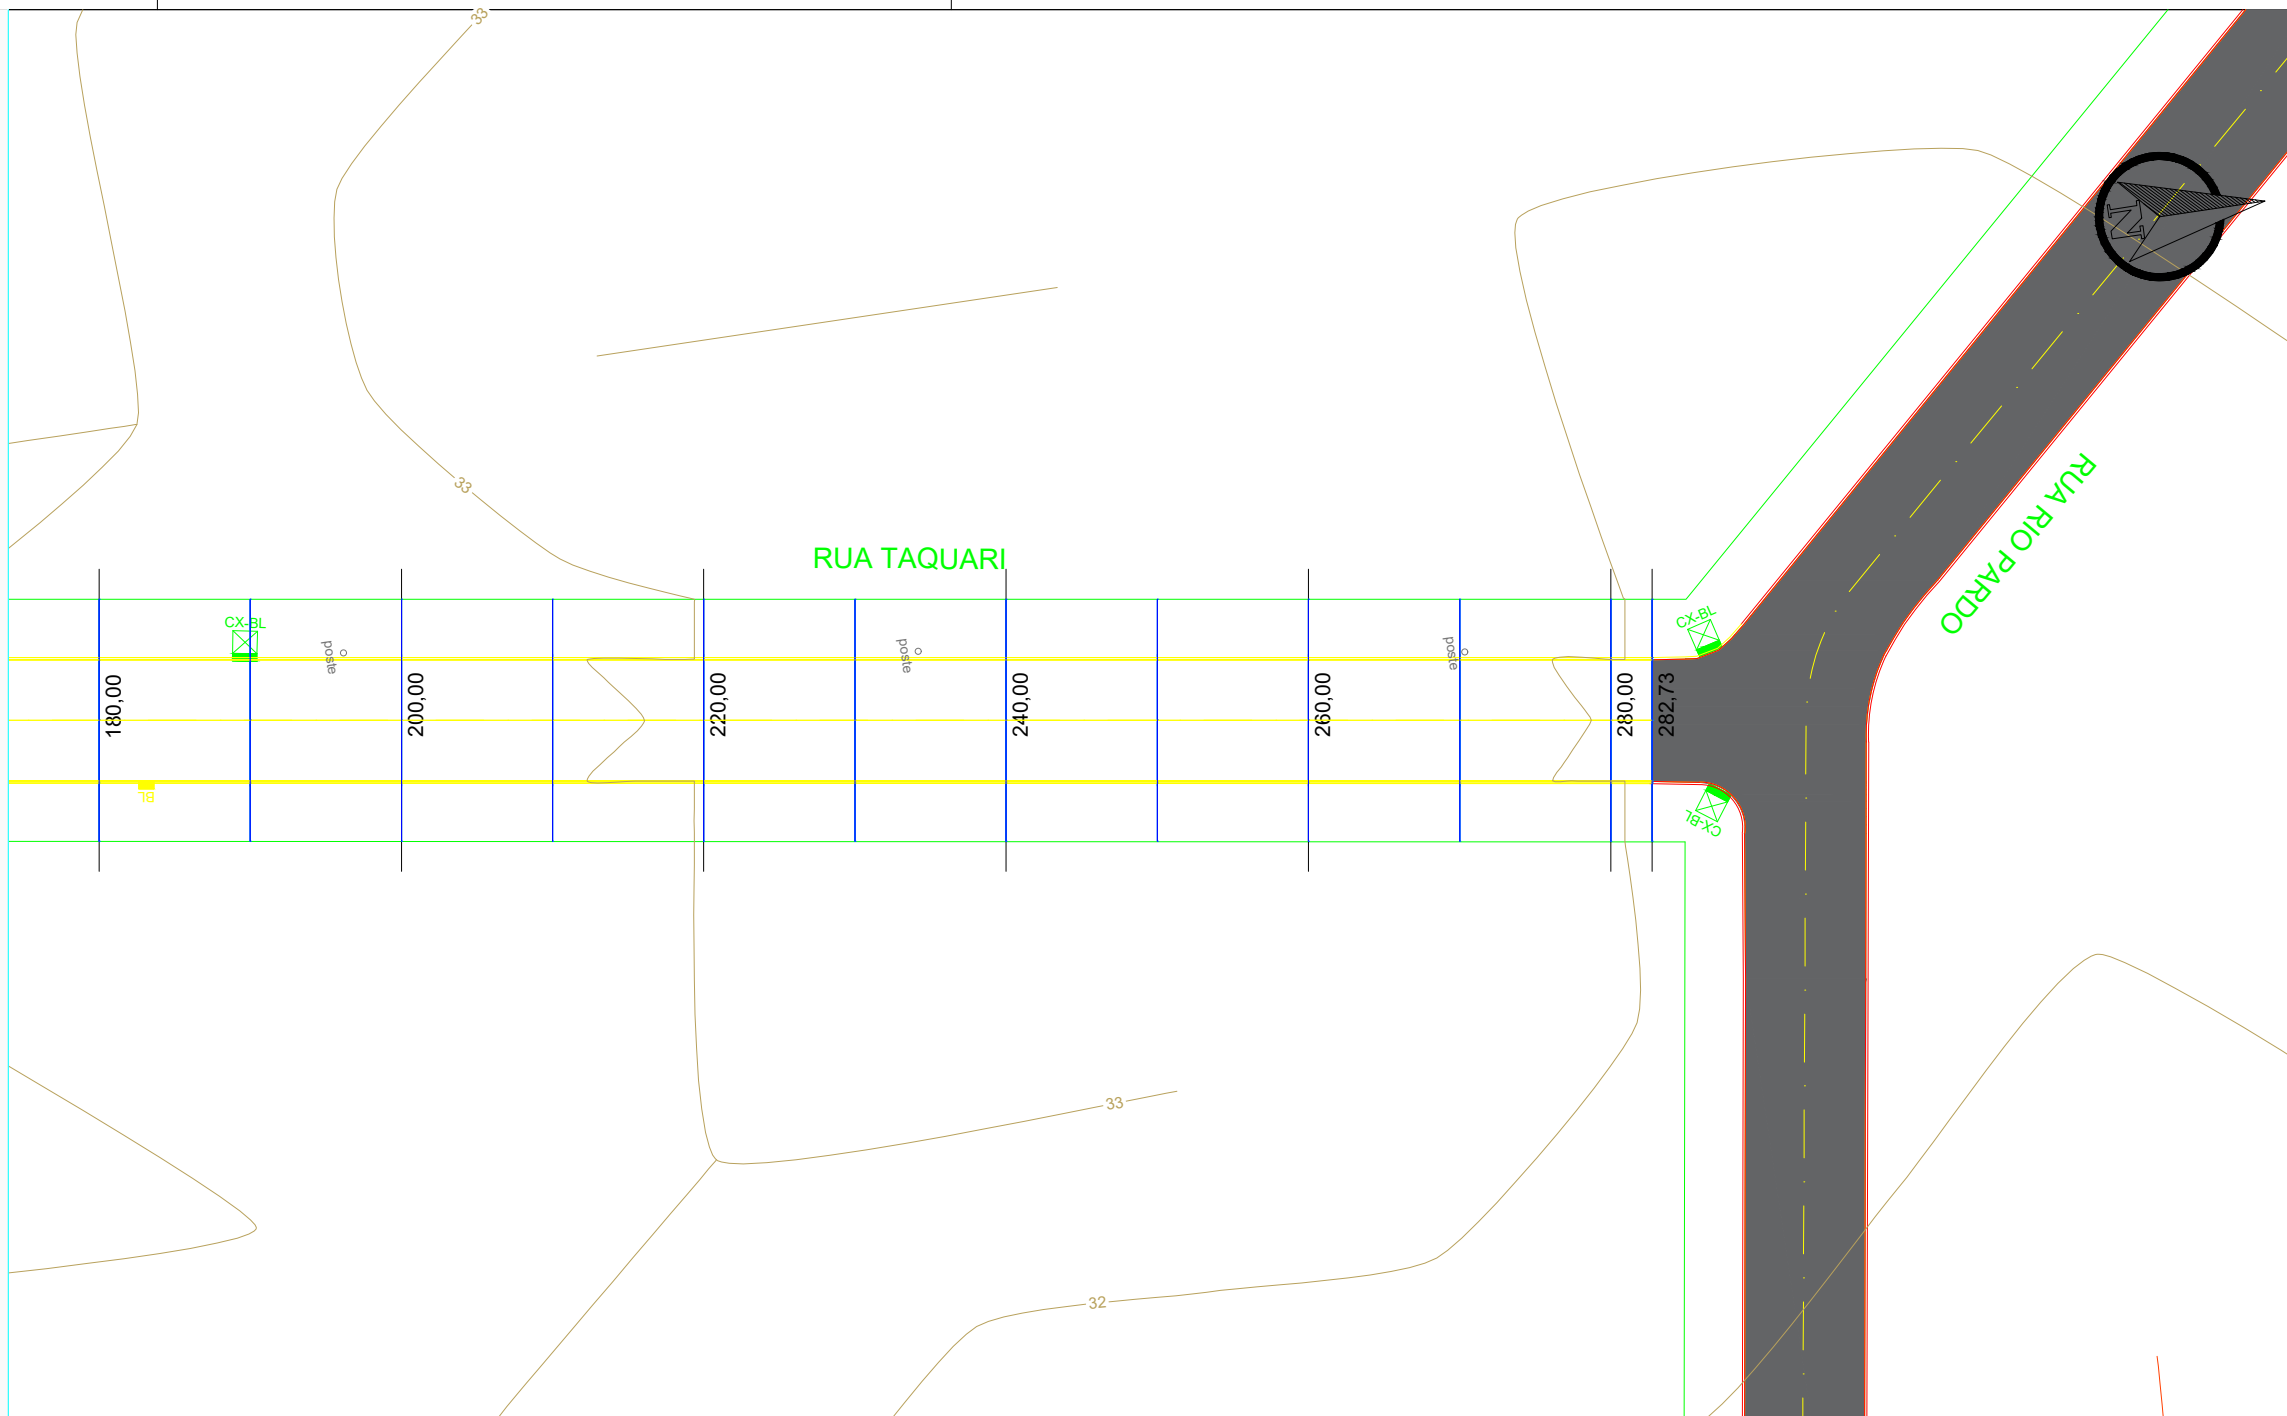 33
33
RUA TAQUARI
RUA RIO PARDO
N
CX-BL
poste
poste
poste
CX-BL
180,00
200,00
220,00
240,00
260,00
280,00
282,73
BL
CX-BL
33
32